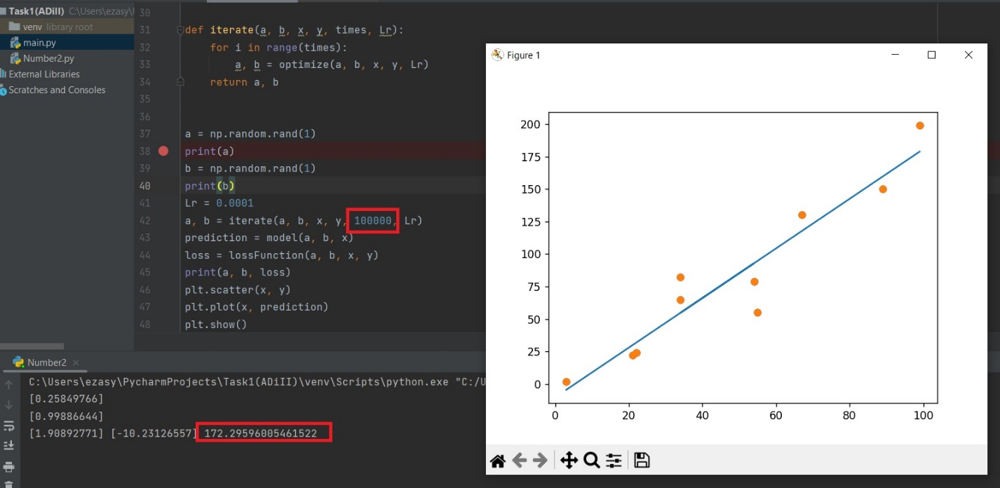 Task1(ADiII) C:\Users\ezasy\
venv library root
main.py
Number2.py
External Libraries
Scratches and Consoles
30
31 def iterate(a, b, x, y, times, Lr):
32 for i in range(times):
33 a, b = optimize(a, b, x, y, Lr)
34 return a, b
35
36
37 a = np.random.rand(1)
38 print(a)
39 b = np.random.rand(1)
40 print(b)
41 Lr = 0.0001
42 a, b = iterate(a, b, x, y, 100000, Lr)
43 prediction = model(a, b, x)
44 loss = lossFunction(a, b, x, y)
45 print(a, b, loss)
46 plt.scatter(x, y)
47 plt.plot(x, prediction)
48 plt.show()
Number2
C:\Users\ezasy\PycharmProjects\Task1(ADiII)\venv\Scripts\python.exe "C:/U
[0.25849766]
[0.99886644]
[1.90892771] [-10.23126557] 172.29596005461522
Figure 1
200
175
150
125
100
75
50
25
0
0 20 40 60 80 100